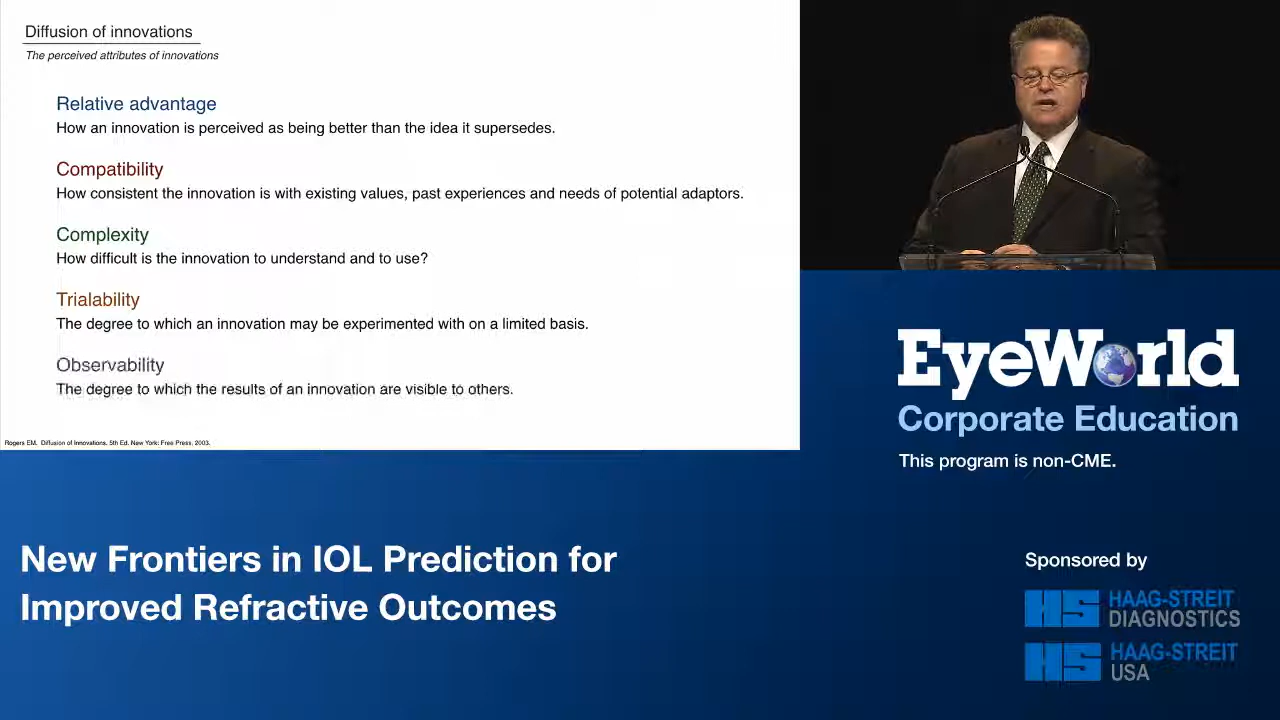 Diffusion of innovations
The perceived attributes of innovations
Relative advantage
How an innovation is perceived as being better than the idea it supersedes.
Compatibility
How consistent the innovation is with existing values, past experiences and needs of potential adaptors.
Complexity
How difficult is the innovation to understand and to use?
Trialability
The degree to which an innovation may be experimented with on a limited basis.
Observability
The degree to which the results of an innovation are visible to others.
Rogers EM. Diffusion of Innovations. 5th Ed. New York: Free Press, 2003.
EyeWorld
Corporate Education
This program is non-CME.
New Frontiers in IOL Prediction for
Improved Refractive Outcomes
Sponsored by
HS HAAG-STREIT
DIAGNOSTICS
HS HAAG-STREIT
USA